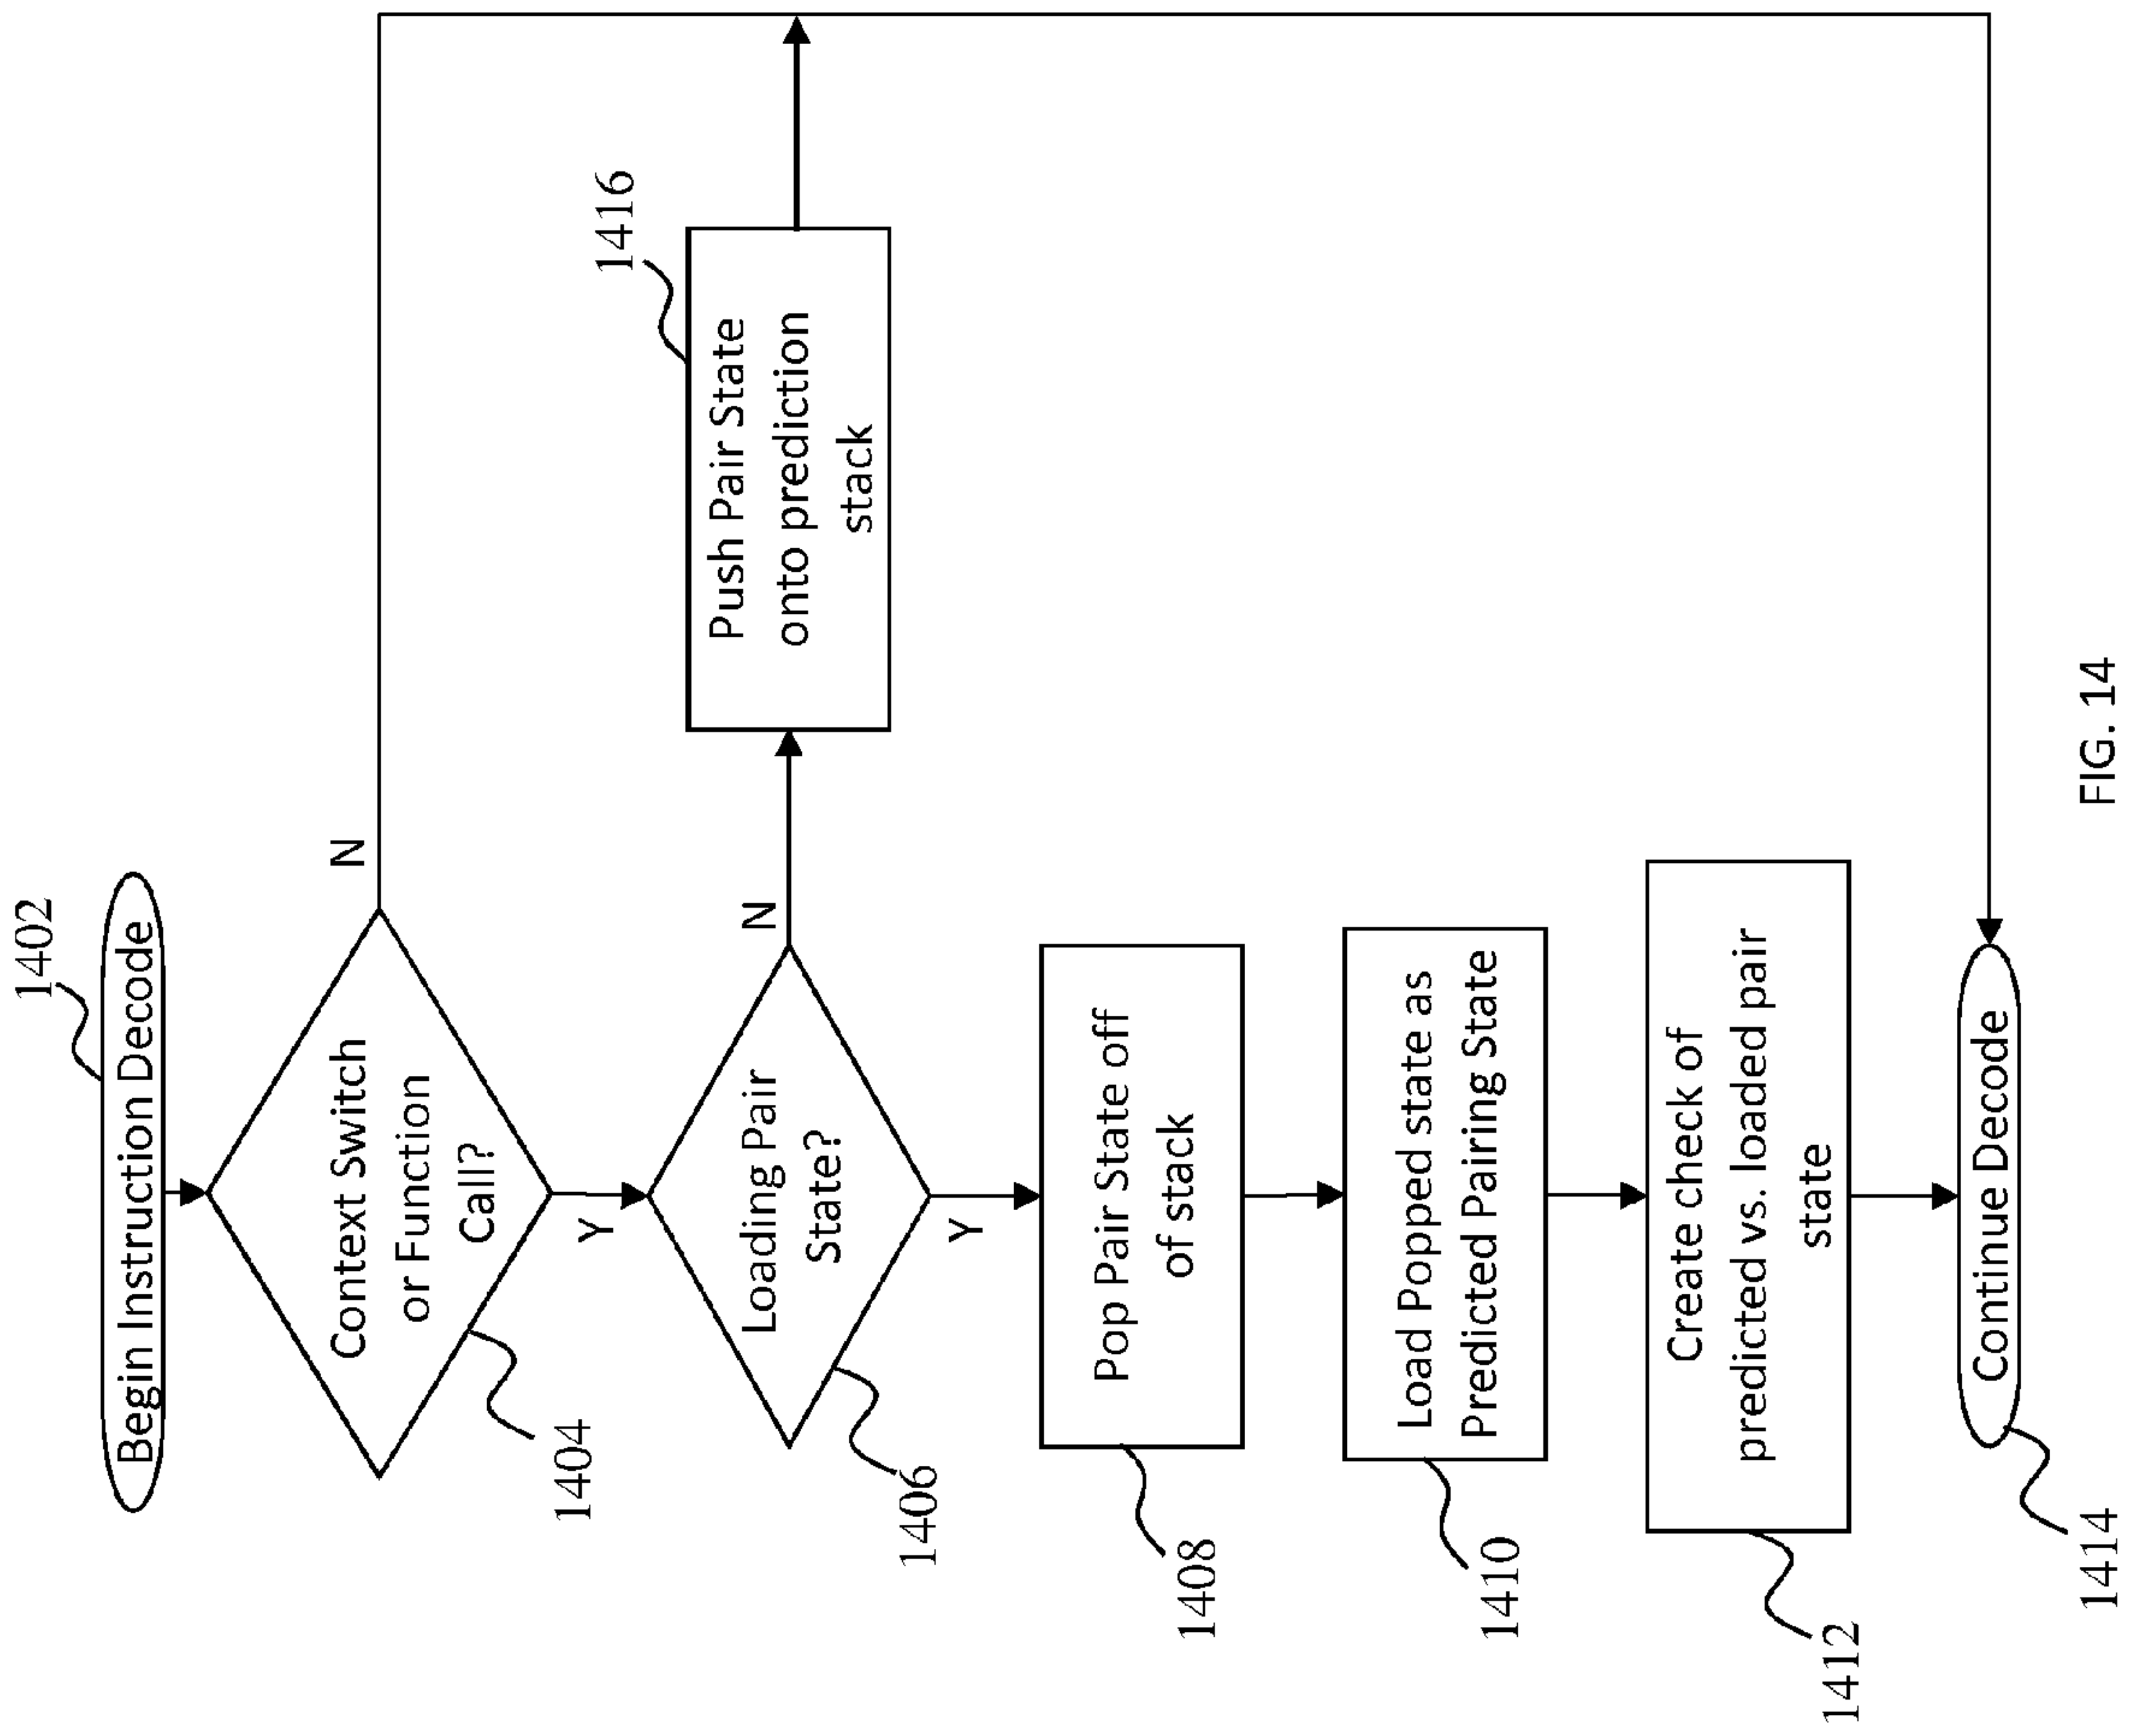 1402
Begin Instruction Decode
Context Switch
or Function
Call?
N
Y
1404
Loading Pair
State?
N
Y
1406
Push Pair State
onto prediction
stack
1416
Pop Pair State off
of stack
1408
Load Popped state as
Predicted Pairing State
1410
Create check of
predicted vs. loaded pair
state
1412
Continue Decode
1414
FIG. 14